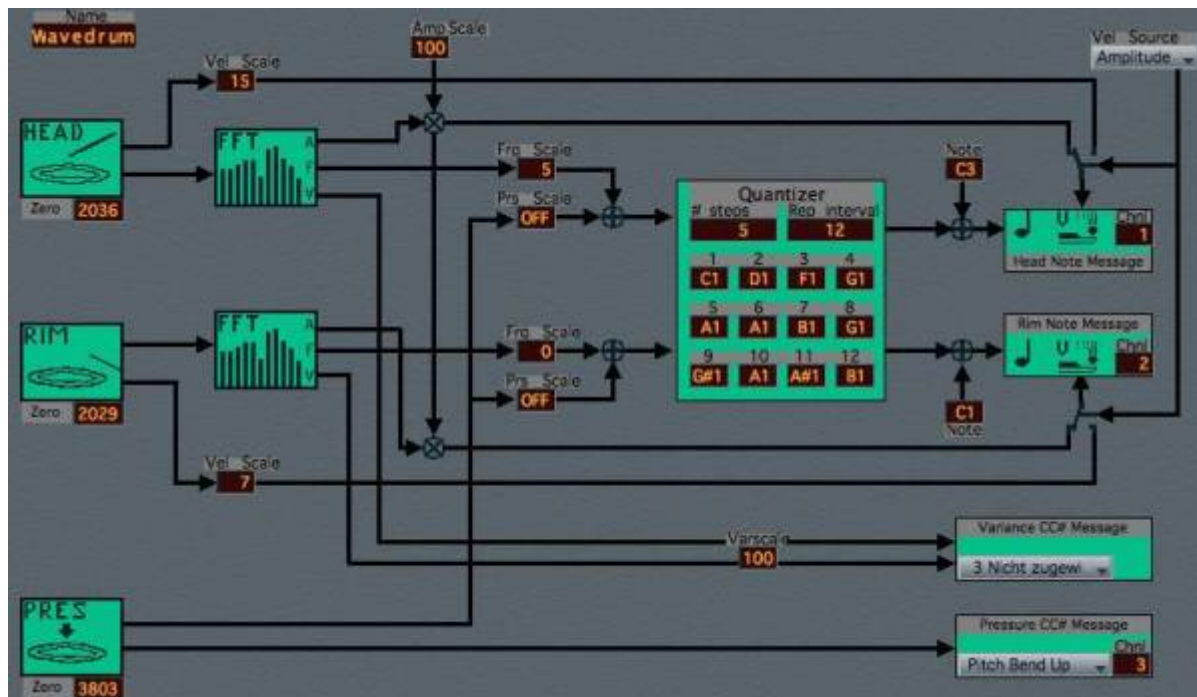 Name
Wavedrum
Amp Scale
100
Vel Source
Amplitude
Vel Scale
15
HEAD
Zero 2036
FFT
A
F
V
Frq Scale
5
Prs Scale
OFF
Note
C3
Quantizer
# steps Rep interval
5 12
1 2 3 4
C1 D1 F1 G1
5 6 7 8
A1 A1 B1 G1
9 10 11 12
G#1 A1 A#1 B1
Chnl
1
Head Note Message
RIM
Zero 2029
FFT
A
F
V
Frq Scale
0
Prs Scale
OFF
Rim Note Message
Chnl
2
C1
Note
Vel Scale
7
Varscale
100
Variance CC# Message
3 Nicht zugewi
PRES
Zero 3803
Pressure CC# Message
Chnl
Pitch Bend Up 3